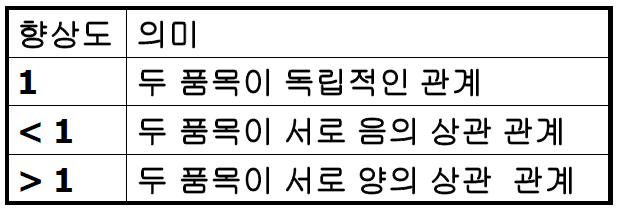 향상도 의미
1 두 품목이 독립적인 관계
< 1 두 품목이 서로 음의 상관 관계
> 1 두 품목이 서로 양의 상관 관계